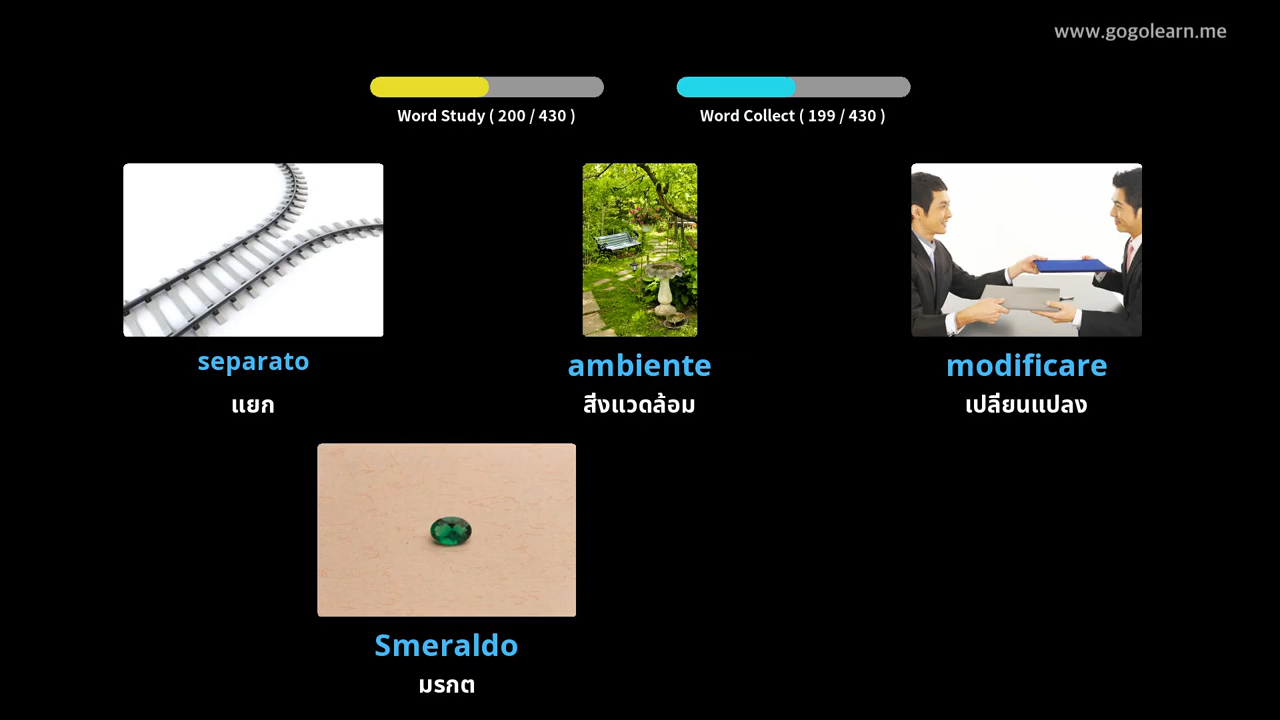 www.gogolearn.me
Word Study ( 200 / 430 )
Word Collect ( 199 / 430 )
separato
ambiente
modificare
แยก
สิ่งแวดล้อม
เปลี่ยนแปลง
Smeraldo
มรกต